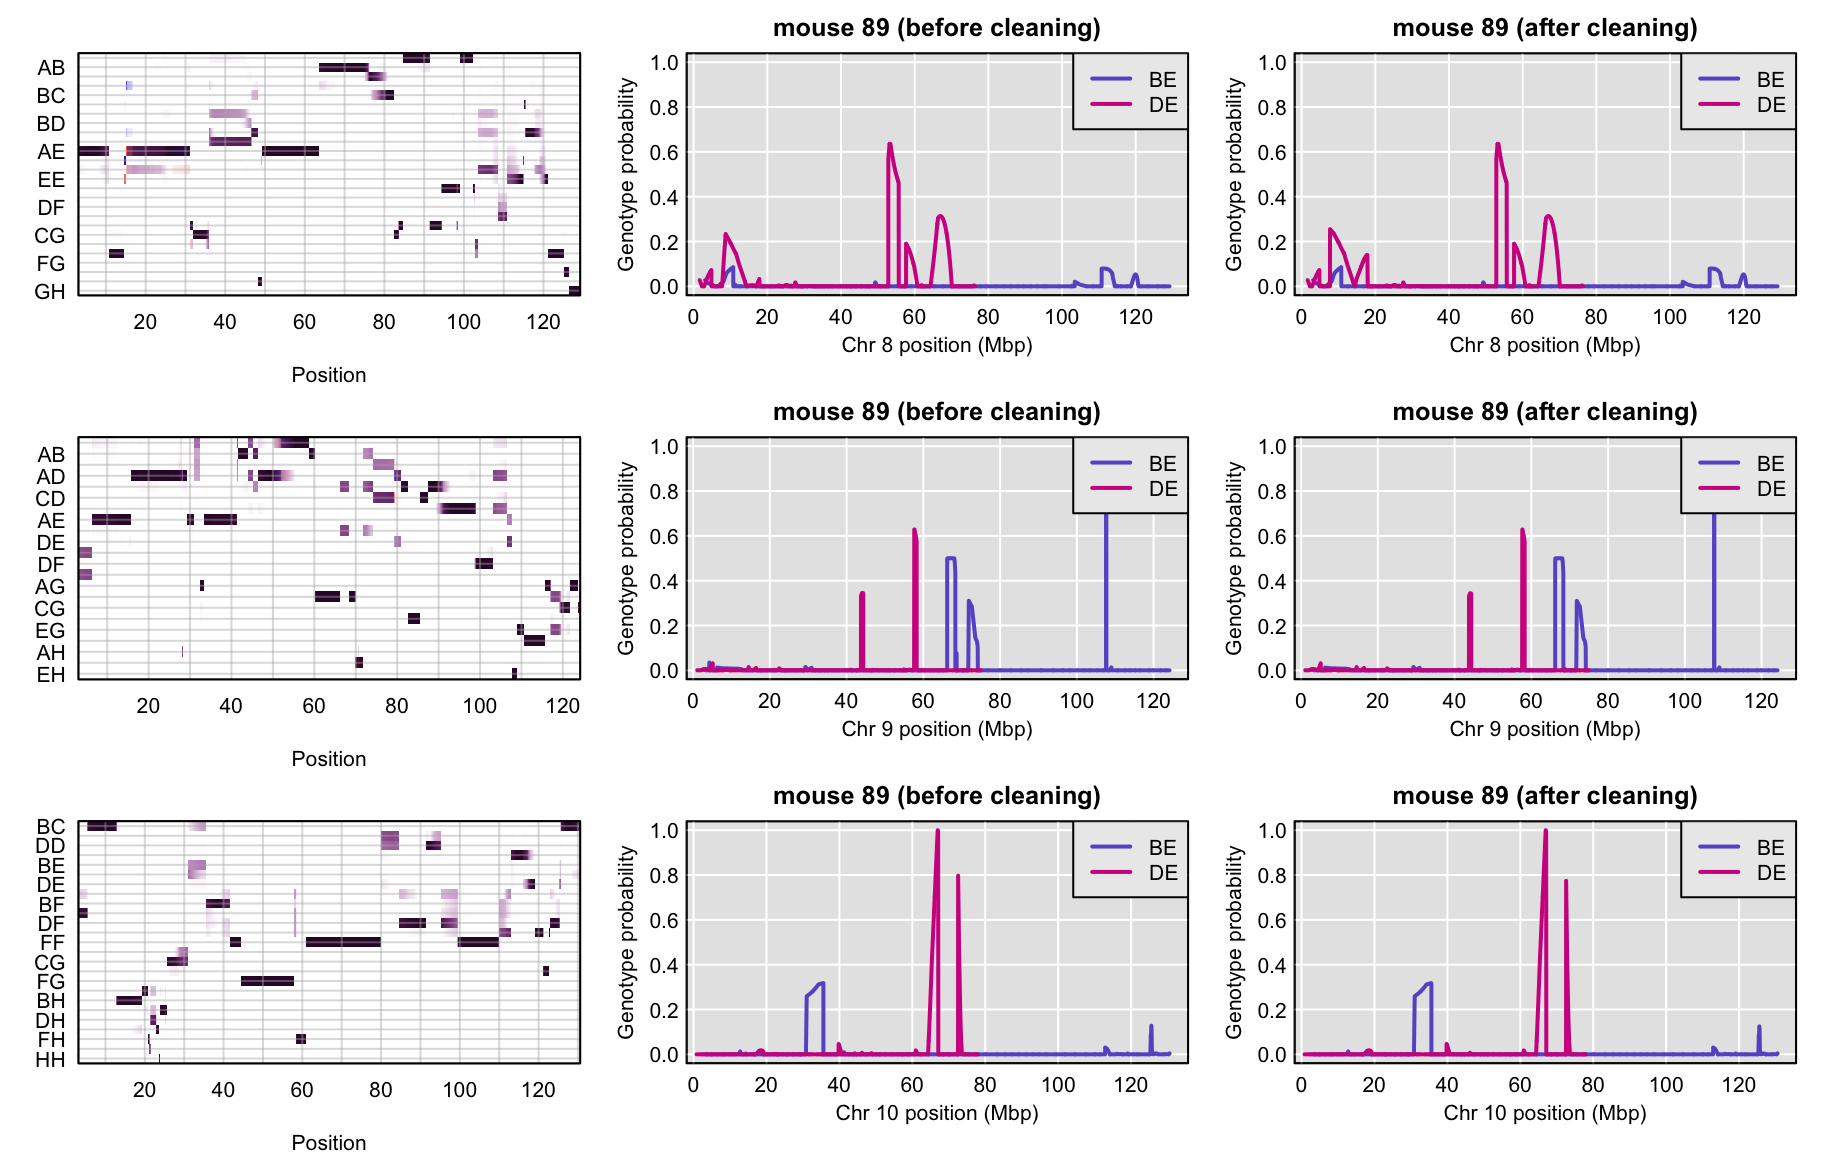 AB
BC
BD
AE
EE
DF
CG
FG
GH
20 40 60 80 100 120
Position
mouse 89 (before cleaning)
Genotype probability
1.0
0.8
0.6
0.4
0.2
0.0
BE
DE
0 20 40 60 80 100 120
Chr 8 position (Mbp)
mouse 89 (after cleaning)
Genotype probability
1.0
0.8
0.6
0.4
0.2
0.0
BE
DE
0 20 40 60 80 100 120
Chr 8 position (Mbp)
AB
AD
CD
AE
DE
DF
AG
CG
EG
AH
EH
20 40 60 80 100 120
Position
mouse 89 (before cleaning)
Genotype probability
1.0
0.8
0.6
0.4
0.2
0.0
BE
DE
0 20 40 60 80 100 120
Chr 9 position (Mbp)
mouse 89 (after cleaning)
Genotype probability
1.0
0.8
0.6
0.4
0.2
0.0
BE
DE
0 20 40 60 80 100 120
Chr 9 position (Mbp)
BC
DD
BE
DE
BF
DF
FF
CG
FG
BH
DH
FH
HH
20 40 60 80 100 120
Position
mouse 89 (before cleaning)
Genotype probability
1.0
0.8
0.6
0.4
0.2
0.0
BE
DE
0 20 40 60 80 100 120
Chr 10 position (Mbp)
mouse 89 (after cleaning)
Genotype probability
1.0
0.8
0.6
0.4
0.2
0.0
BE
DE
0 20 40 60 80 100 120
Chr 10 position (Mbp)